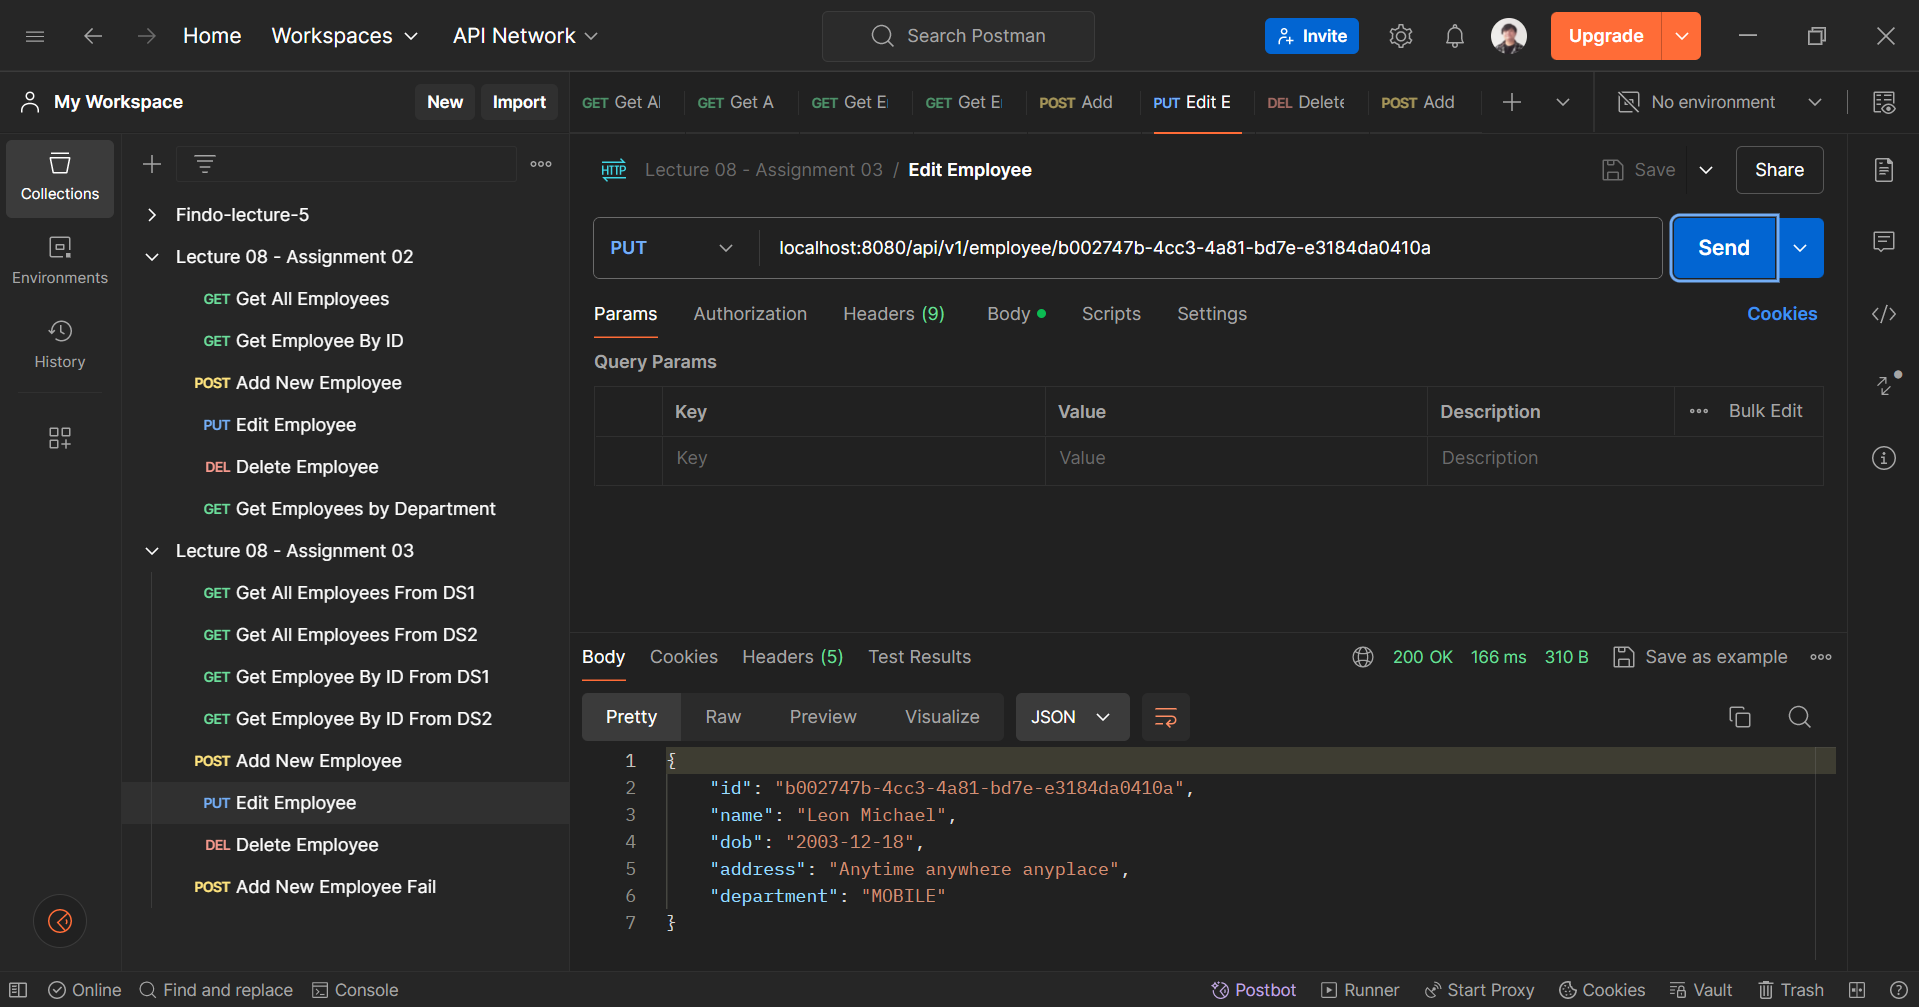 Home Workspaces API Network Search Postman Invite Upgrade
My Workspace New Import
GET Get Al GET Get A GET Get E GET Get E POST Add PUT Edit E DEL Delete POST Add No environment
Collections
Environments
History
Findo-lecture-5
Lecture 08 - Assignment 02
GET Get All Employees
GET Get Employee By ID
POST Add New Employee
PUT Edit Employee
DEL Delete Employee
GET Get Employees by Department
Lecture 08 - Assignment 03
GET Get All Employees From DS1
GET Get All Employees From DS2
GET Get Employee By ID From DS1
GET Get Employee By ID From DS2
POST Add New Employee
PUT Edit Employee
DEL Delete Employee
POST Add New Employee Fail
HTTP Lecture 08 - Assignment 03 / Edit Employee Save Share
PUT localhost:8080/api/v1/employee/b002747b-4cc3-4a81-bd7e-e3184da0410a Send
Params Authorization Headers (9) Body Scripts Settings Cookies
Query Params
Key Value Description Bulk Edit
Key Value Description
Body Cookies Headers (5) Test Results 200 OK 166 ms 310 B Save as example
Pretty Raw Preview Visualize JSON
1 {
2 "id": "b002747b-4cc3-4a81-bd7e-e3184da0410a",
3 "name": "Leon Michael",
4 "dob": "2003-12-18",
5 "address": "Anytime anywhere anyplace",
6 "department": "MOBILE"
7 }
Online Find and replace Console Postbot Runner Start Proxy Cookies Vault Trash